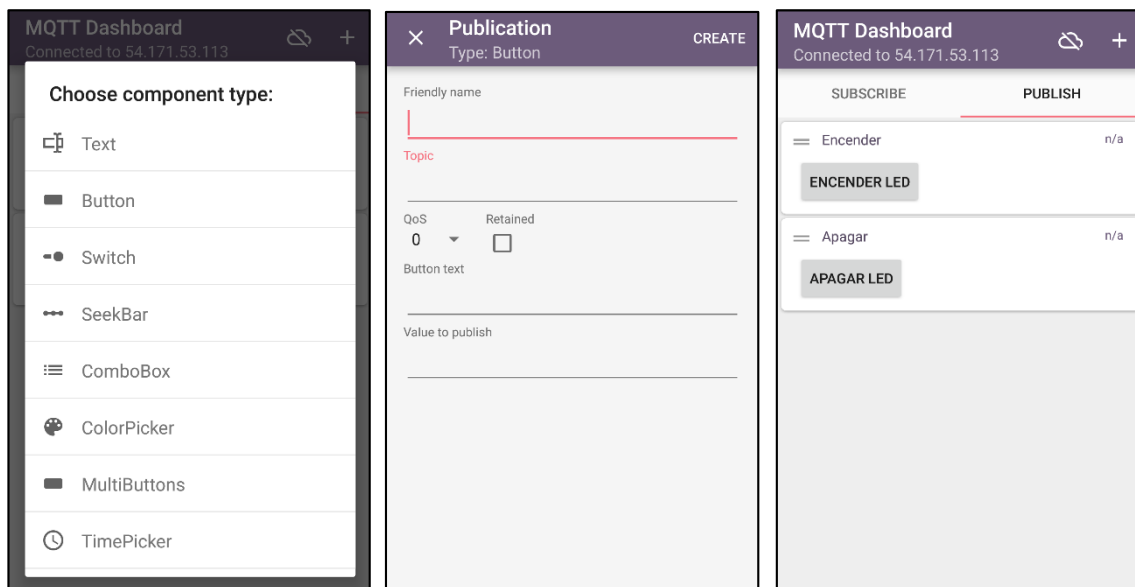 MQTT Dashboard
Connected to 54.171.53.113
Choose component type:
Text
Button
Switch
SeekBar
ComboBox
ColorPicker
MultiButtons
TimePicker
Publication
Type: Button
CREATE
Friendly name
Topic
QoS
Retained
0
Button text
Value to publish
MQTT Dashboard
Connected to 54.171.53.113
SUBSCRIBE
PUBLISH
Encender
n/a
ENCENDER LED
Apagar
n/a
APAGAR LED